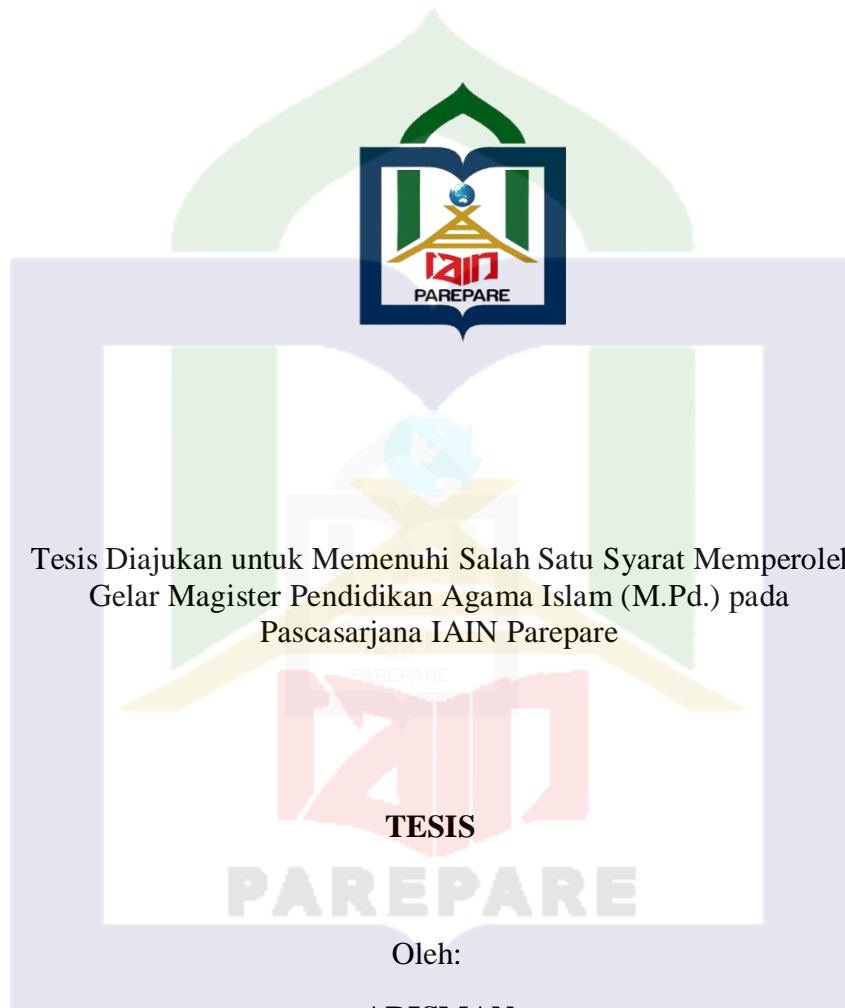 IAIN
PAREPARE
Tesis Diajukan untuk Memenuhi Salah Satu Syarat Memperoleh
Gelar Magister Pendidikan Agama Islam (M.Pd.) pada
Pascasarjana IAIN Parepare
PAREPARE
TESIS
PAREPARE
Oleh: